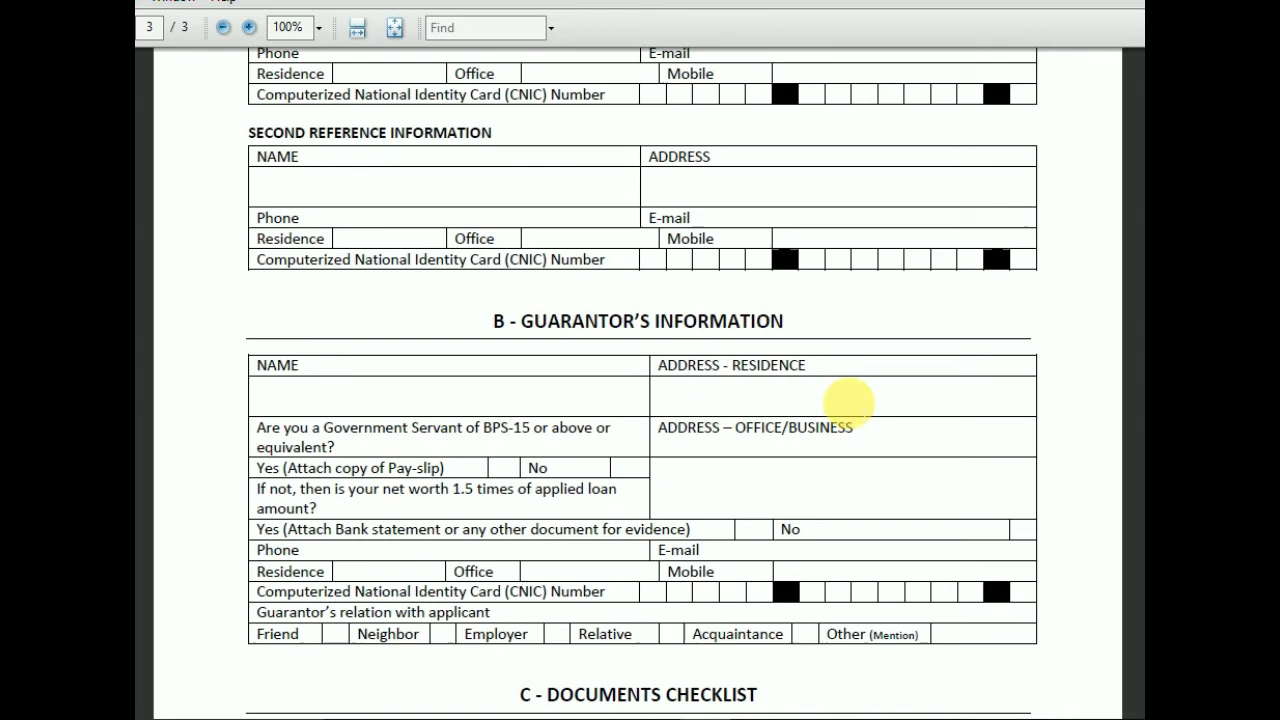 Window Help
3 / 3 100% Find
Phone E-mail
Residence Office Mobile
Computerized National Identity Card (CNIC) Number
SECOND REFERENCE INFORMATION
NAME ADDRESS
Phone E-mail
Residence Office Mobile
Computerized National Identity Card (CNIC) Number
B - GUARANTOR’S INFORMATION
NAME ADDRESS - RESIDENCE
Are you a Government Servant of BPS-15 or above or ADDRESS – OFFICE/BUSINESS
equivalent?
Yes (Attach copy of Pay-slip) No
If not, then is your net worth 1.5 times of applied loan
amount?
Yes (Attach Bank statement or any other document for evidence) No
Phone E-mail
Residence Office Mobile
Computerized National Identity Card (CNIC) Number
Guarantor’s relation with applicant
Friend Neighbor Employer Relative Acquaintance Other (Mention)
C - DOCUMENTS CHECKLIST